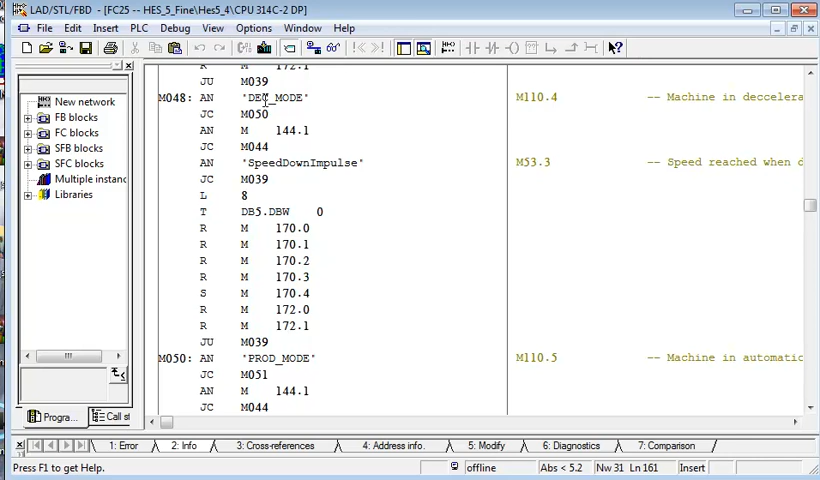 LAD/STL/FBD - [FC25 -- HES_5_Fine\Hes5_4\CPU 314C-2 DP]
File Edit Insert PLC Debug View Options Window Help
New network
FB blocks
FC blocks
SFB blocks
SFC blocks
Multiple instanc
Libraries
Progra...
Call st
R M 172.1
JU M039
M048: AN "DEC_MODE" M110.4 -- Machine in deccelera
JC M050
AN M 144.1
JC M044
AN "SpeedDownImpulse" M53.3 -- Speed reached when d
JC M039
L 8
T DB5.DBW 0
R M 170.0
R M 170.1
R M 170.2
R M 170.3
S M 170.4
R M 172.0
R M 172.1
JU M039
M050: AN "PROD_MODE" M110.5 -- Machine in automatic
JC M051
AN M 144.1
JC M044
1: Error 2: Info 3: Cross-references 4: Address info. 5: Modify 6: Diagnostics 7: Comparison
Press F1 to get Help. offline Abs < 5.2 Nw 31 Ln 161 Insert